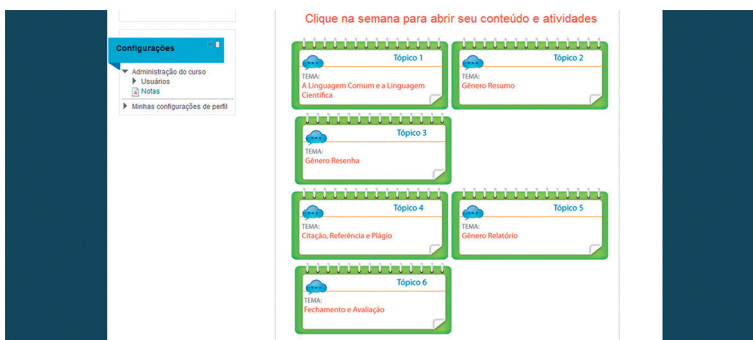 Clique na semana para abrir seu conteúdo e atividades
Configurações
Administração do curso
Usuários
Notas
Minhas configurações de perfil
Tópico 1
TEMA:
A Linguagem Comum e a Linguagem
Científica
Tópico 2
TEMA:
Gênero Resumo
Tópico 3
TEMA:
Gênero Resenha
Tópico 4
TEMA:
Citação, Referência e Plágio
Tópico 5
TEMA:
Gênero Relatório
Tópico 6
TEMA:
Fechamento e Avaliação